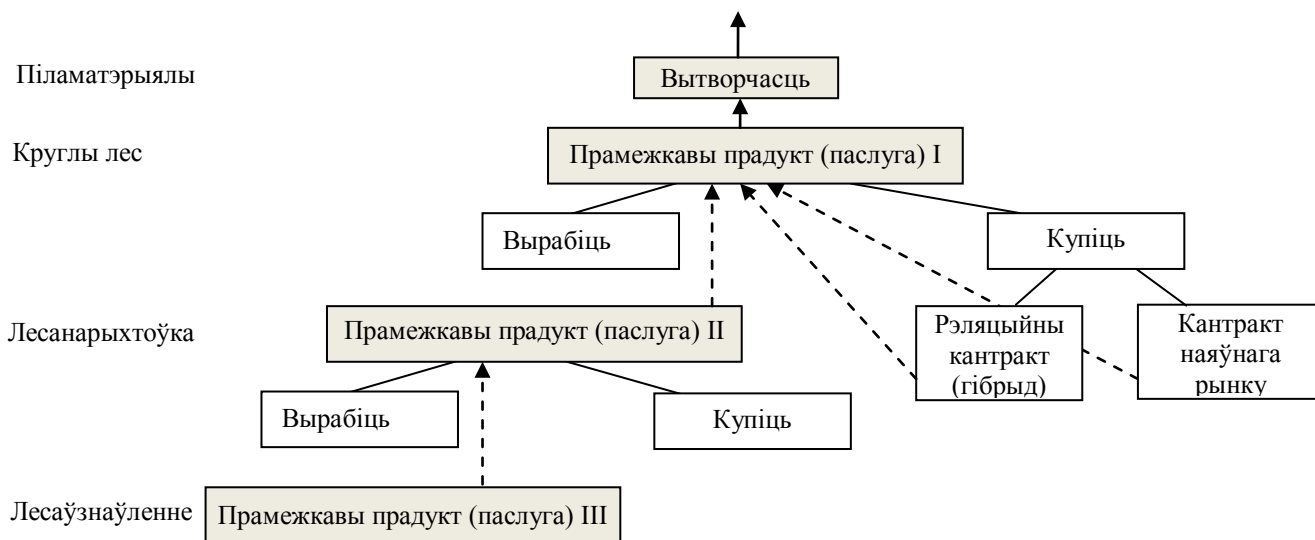 Піламатэрыялы
Вытворчасць
Круглы лес
Прамежкавы прадукт (паслуга) I
Вырабіць
Купіць
Лесанарыхтоўка
Прамежкавы прадукт (паслуга) II
Рэляцыйны
кантракт
(гібрыд)
Кантракт
наяўнага
рынку
Вырабіць
Купіць
Лесаўзнаўленне
Прамежкавы прадукт (паслуга) III